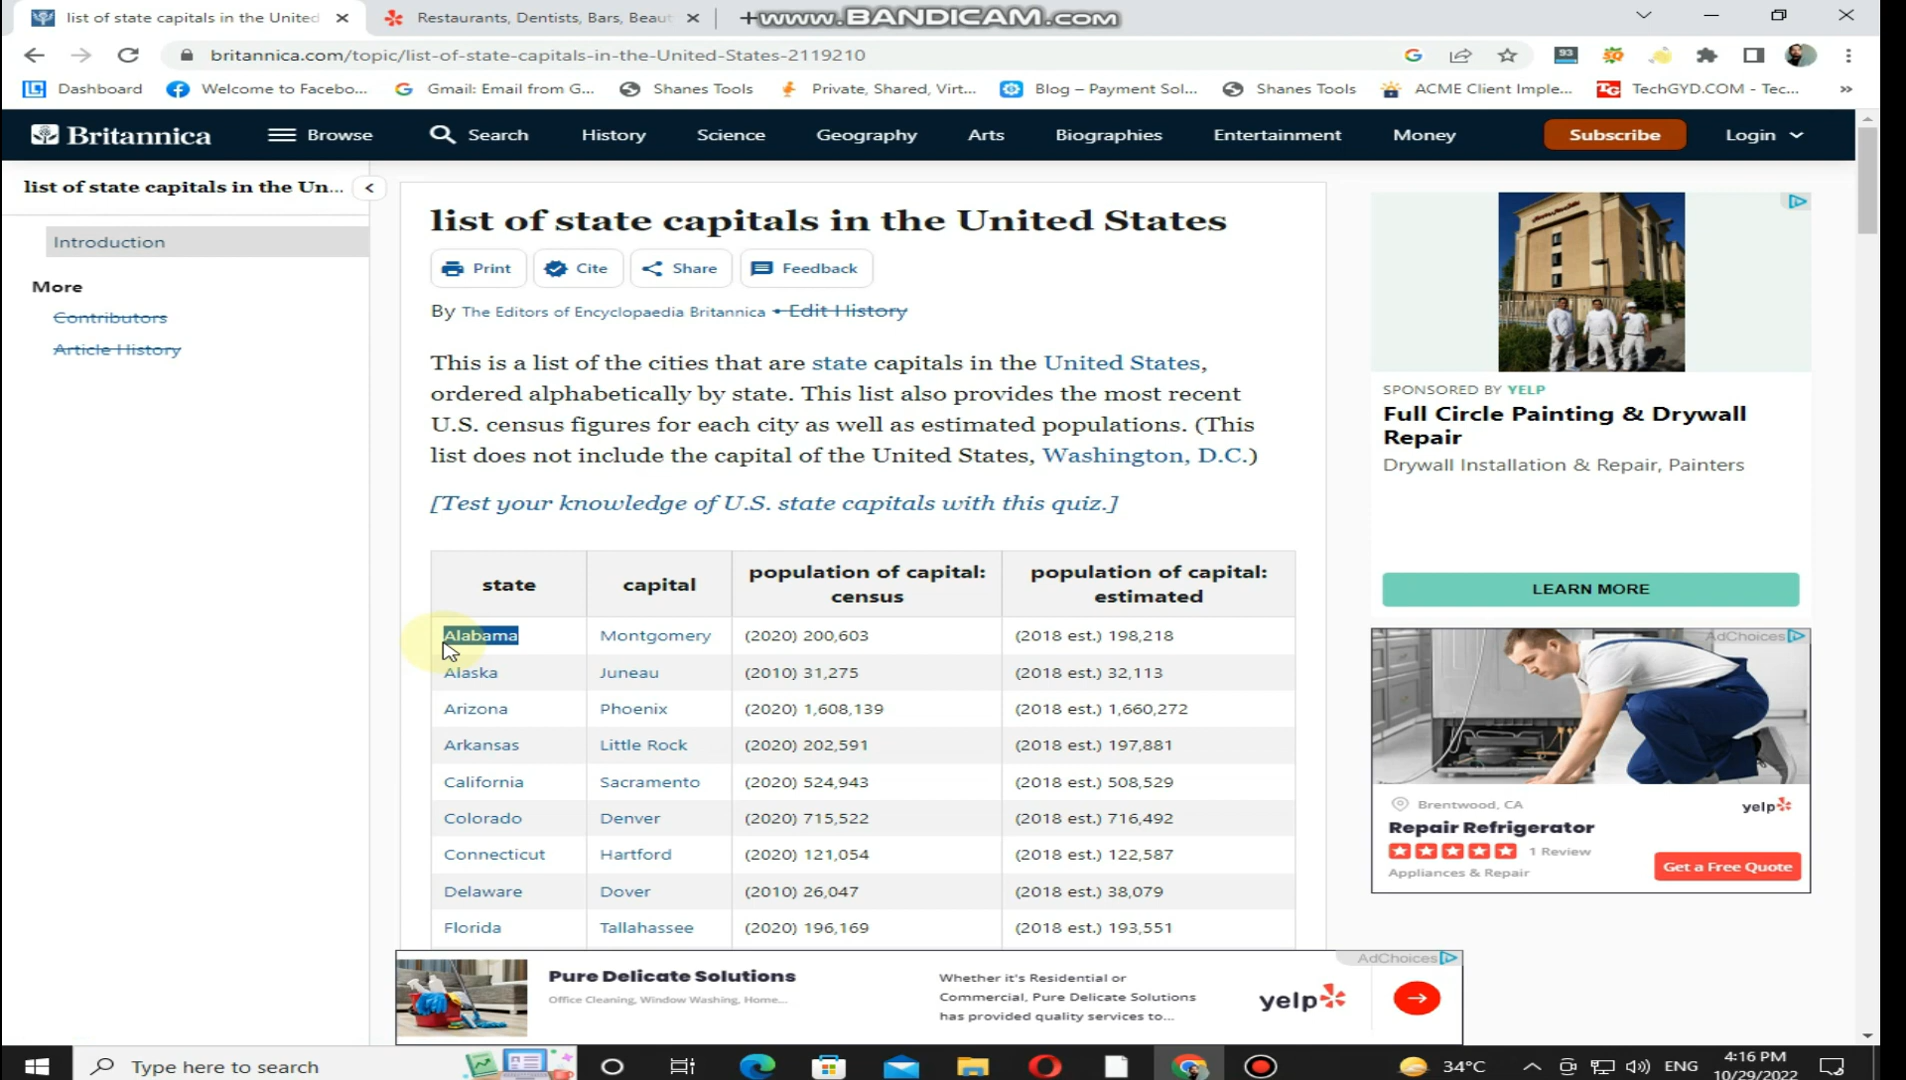 list of state capitals in the United
Restaurants, Dentists, Bars, Beau
www.BANDICAM.com
britannica.com/topic/list-of-state-capitals-in-the-United-States-2119210
93
Dashboard
Welcome to Facebo...
Gmail: Email from G...
Shanes Tools
Private, Shared, Virt...
Blog – Payment Sol...
Shanes Tools
ACME Client Imple...
TechGYD.COM - Tec...
Britannica
Browse
Search
History
Science
Geography
Arts
Biographies
Entertainment
Money
Subscribe
Login
list of state capitals in the Un...
Introduction
More
Contributors
Article History
list of state capitals in the United States
Print
Cite
Share
Feedback
By The Editors of Encyclopaedia Britannica • Edit History
This is a list of the cities that are state capitals in the United States,
ordered alphabetically by state. This list also provides the most recent
U.S. census figures for each city as well as estimated populations. (This
list does not include the capital of the United States, Washington, D.C.)
[Test your knowledge of U.S. state capitals with this quiz.]
state capital population of capital: census population of capital: estimated
Alabama Montgomery (2020) 200,603 (2018 est.) 198,218
Alaska Juneau (2010) 31,275 (2018 est.) 32,113
Arizona Phoenix (2020) 1,608,139 (2018 est.) 1,660,272
Arkansas Little Rock (2020) 202,591 (2018 est.) 197,881
California Sacramento (2020) 524,943 (2018 est.) 508,529
Colorado Denver (2020) 715,522 (2018 est.) 716,492
Connecticut Hartford (2020) 121,054 (2018 est.) 122,587
Delaware Dover (2010) 26,047 (2018 est.) 38,079
Florida Tallahassee (2020) 196,169 (2018 est.) 193,551
SPONSORED BY YELP
Full Circle Painting & Drywall
Repair
Drywall Installation & Repair, Painters
LEARN MORE
AdChoices
Brentwood, CA
yelp
Repair Refrigerator
1 Review
Appliances & Repair
Get a Free Quote
AdChoices
Pure Delicate Solutions
Office Cleaning, Window Washing, Home...
Whether it's Residential or
Commercial, Pure Delicate Solutions
has provided quality services to...
yelp
Type here to search
34°C
ENG
4:16 PM
10/29/2022